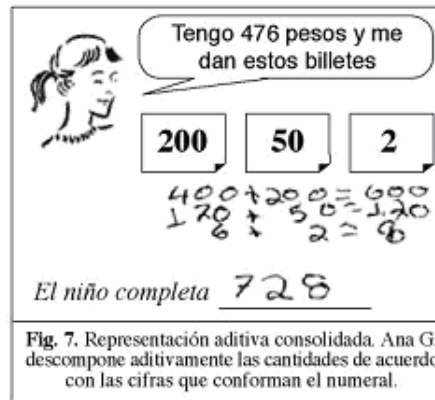 Tengo 476 pesos y me
dan estos billetes
200 50 2
400+200=600
170+ 50=120
6+ 2=8
El niño completa 728
Fig. 7. Representación aditiva consolidada. Ana G.
descompone aditivamente las cantidades de acuerdo
con las cifras que conforman el numeral.